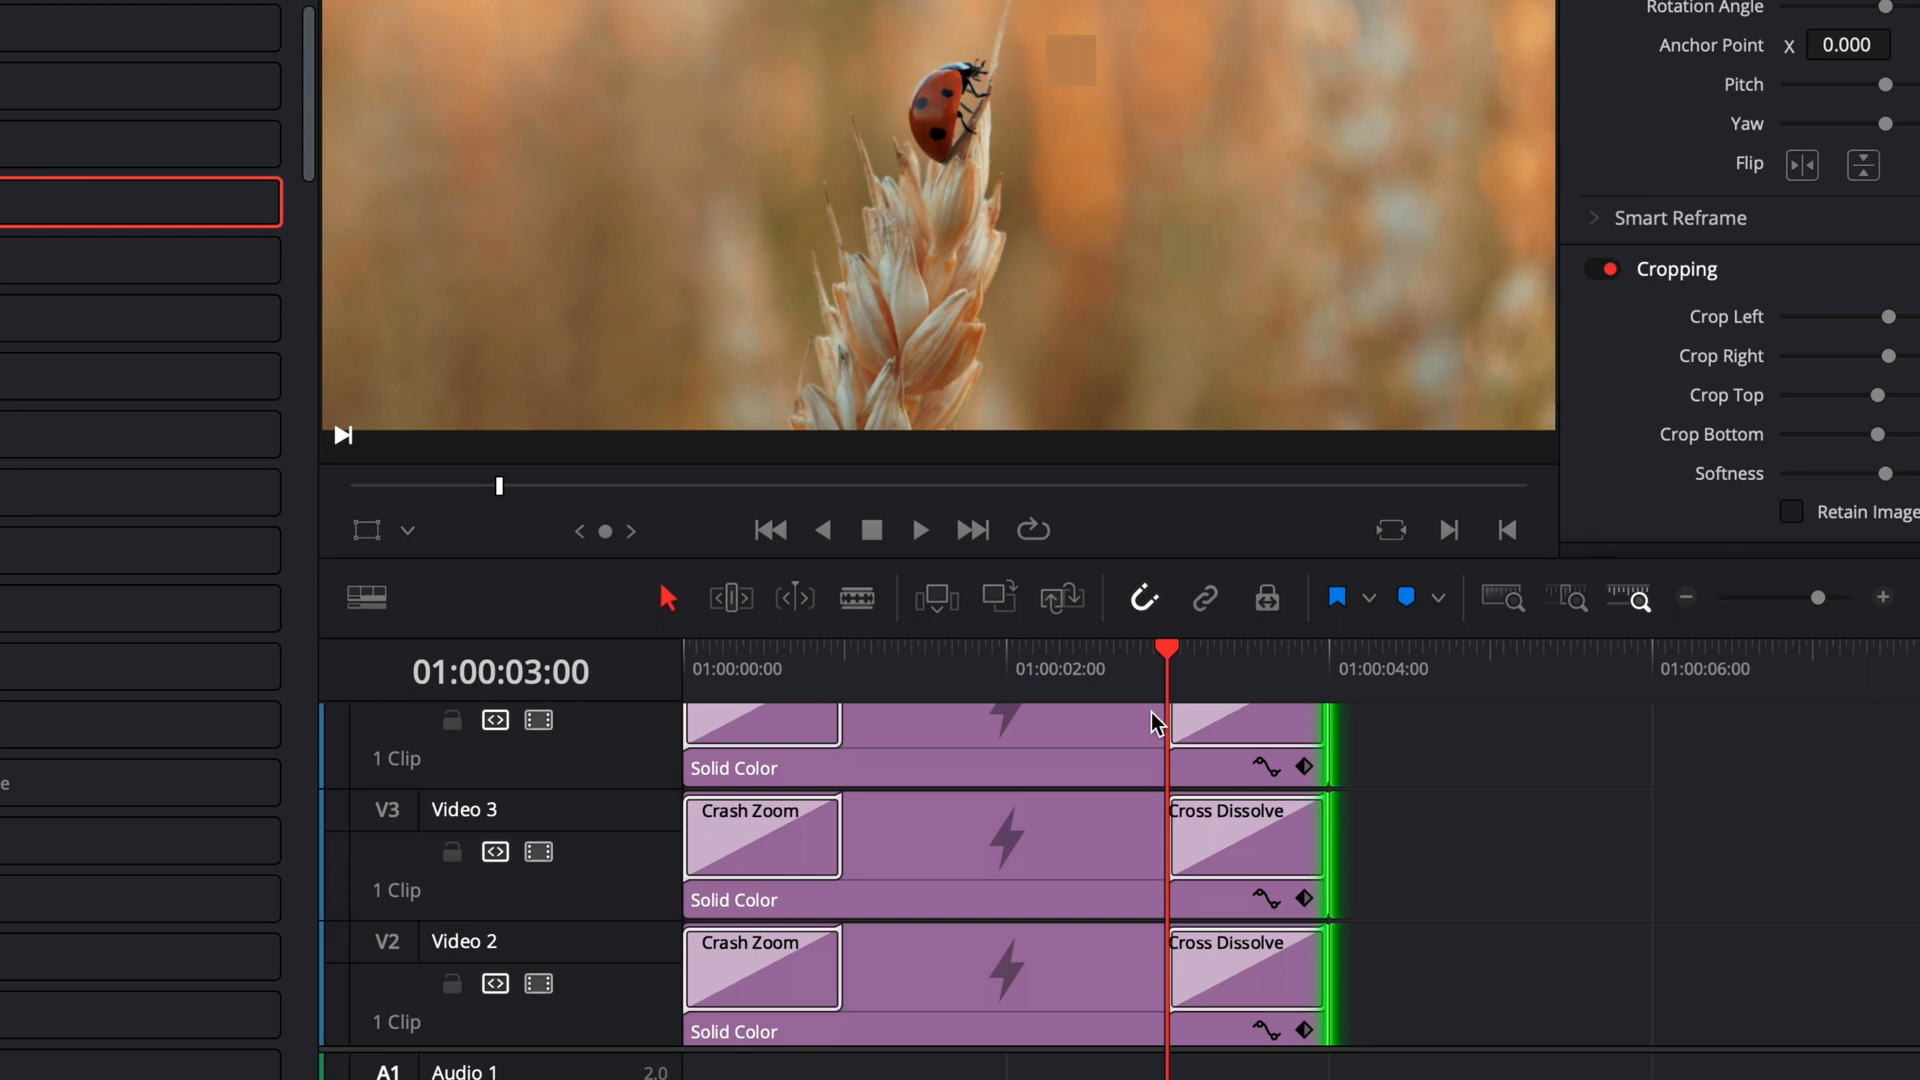 Rotation Angle
Anchor Point X 0.000
Pitch
Yaw
Flip
Smart Reframe
Cropping
Crop Left
Crop Right
Crop Top
Crop Bottom
Softness
Retain Image
01:00:03:00
01:00:00:00 01:00:02:00 01:00:04:00 01:00:06:00
1 Clip
Solid Color
e
V3 Video 3
Crash Zoom Cross Dissolve
1 Clip
Solid Color
V2 Video 2
Crash Zoom Cross Dissolve
1 Clip
Solid Color
A1 Audio 1 2.0